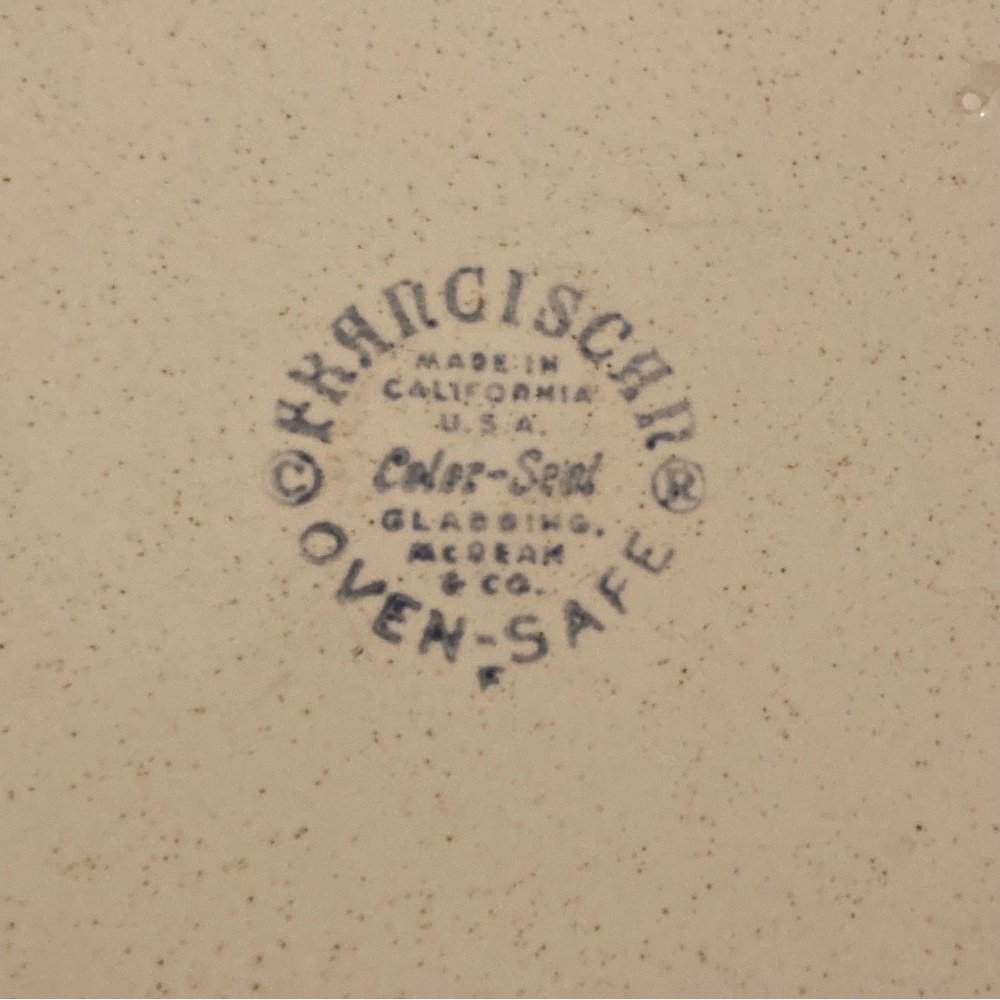 © FRANCISCAN ®
MADE IN
CALIFORNIA
U.S.A.
Color-Seal
GLADDING,
McBEAN
& CO.
OVEN-SAFE
F